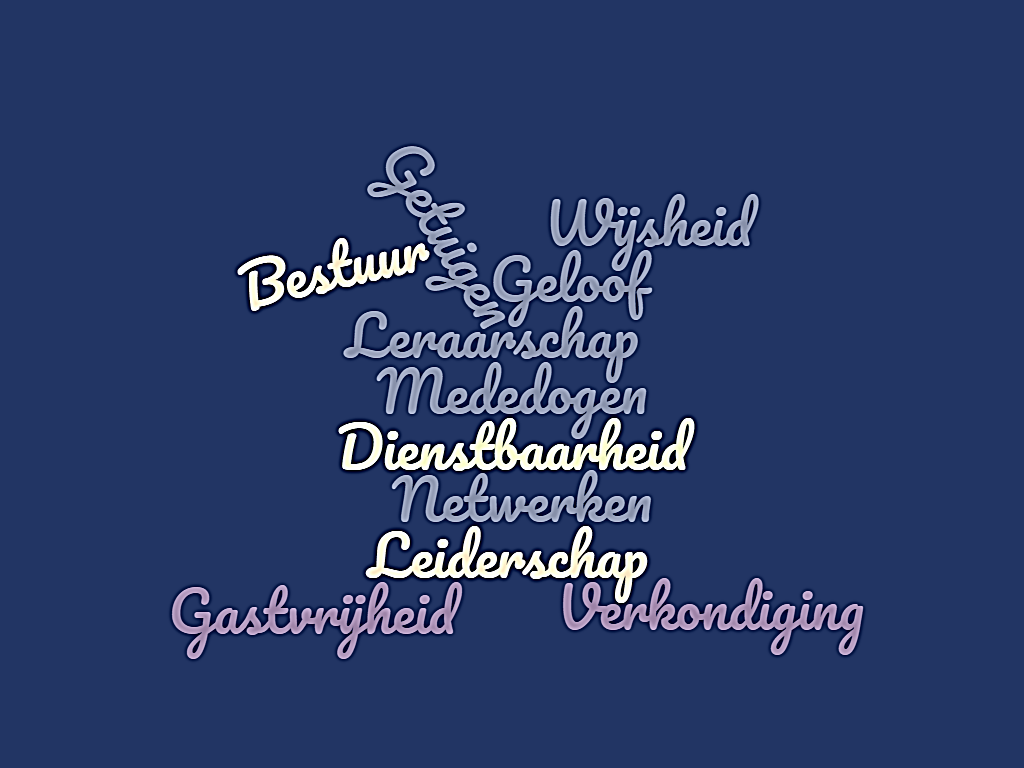 Getuigen
Wijsheid
Bestuur
Geloof
Leraarschap
Mededogen
Dienstbaarheid
Netwerken
Leiderschap
Gastvrijheid
Verkondiging